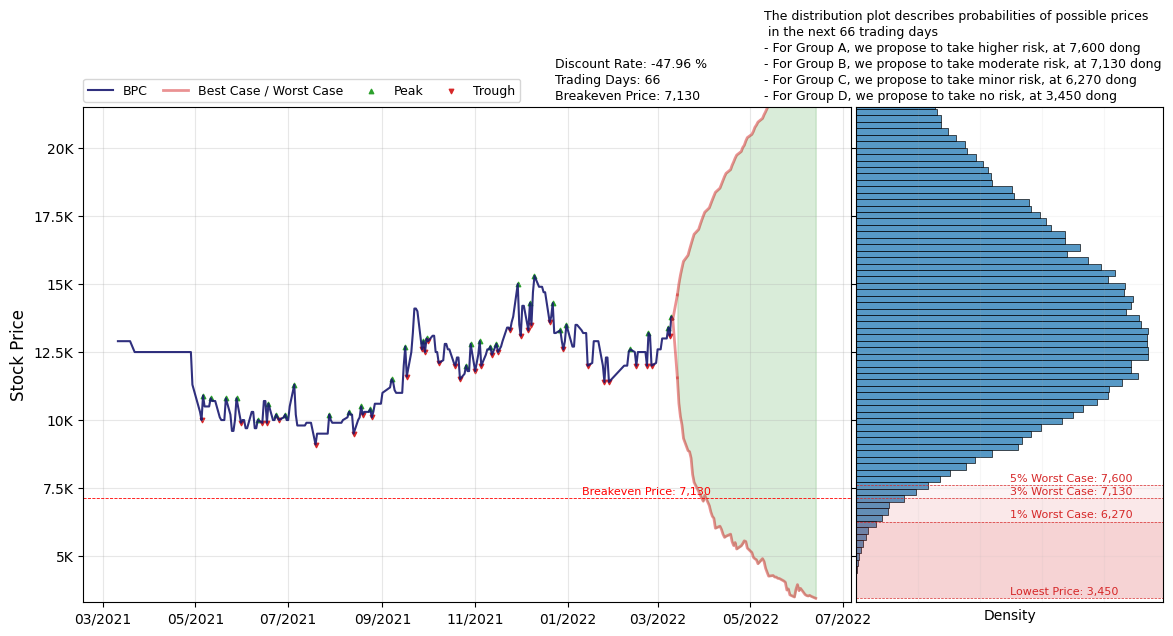 The distribution plot describes probabilities of possible prices
in the next 66 trading days
- For Group A, we propose to take higher risk, at 7,600 dong
- For Group B, we propose to take moderate risk, at 7,130 dong
- For Group C, we propose to take minor risk, at 6,270 dong
- For Group D, we propose to take no risk, at 3,450 dong
Discount Rate: -47.96 %
Trading Days: 66
Breakeven Price: 7,130
BPC Best Case / Worst Case Peak Trough
Stock Price
20K
17.5K
15K
12.5K
10K
7.5K
5K
Breakeven Price: 7,130
5% Worst Case: 7,600
3% Worst Case: 7,130
1% Worst Case: 6,270
Lowest Price: 3,450
03/2021 05/2021 07/2021 09/2021 11/2021 01/2022 03/2022 05/2022 07/2022
Density